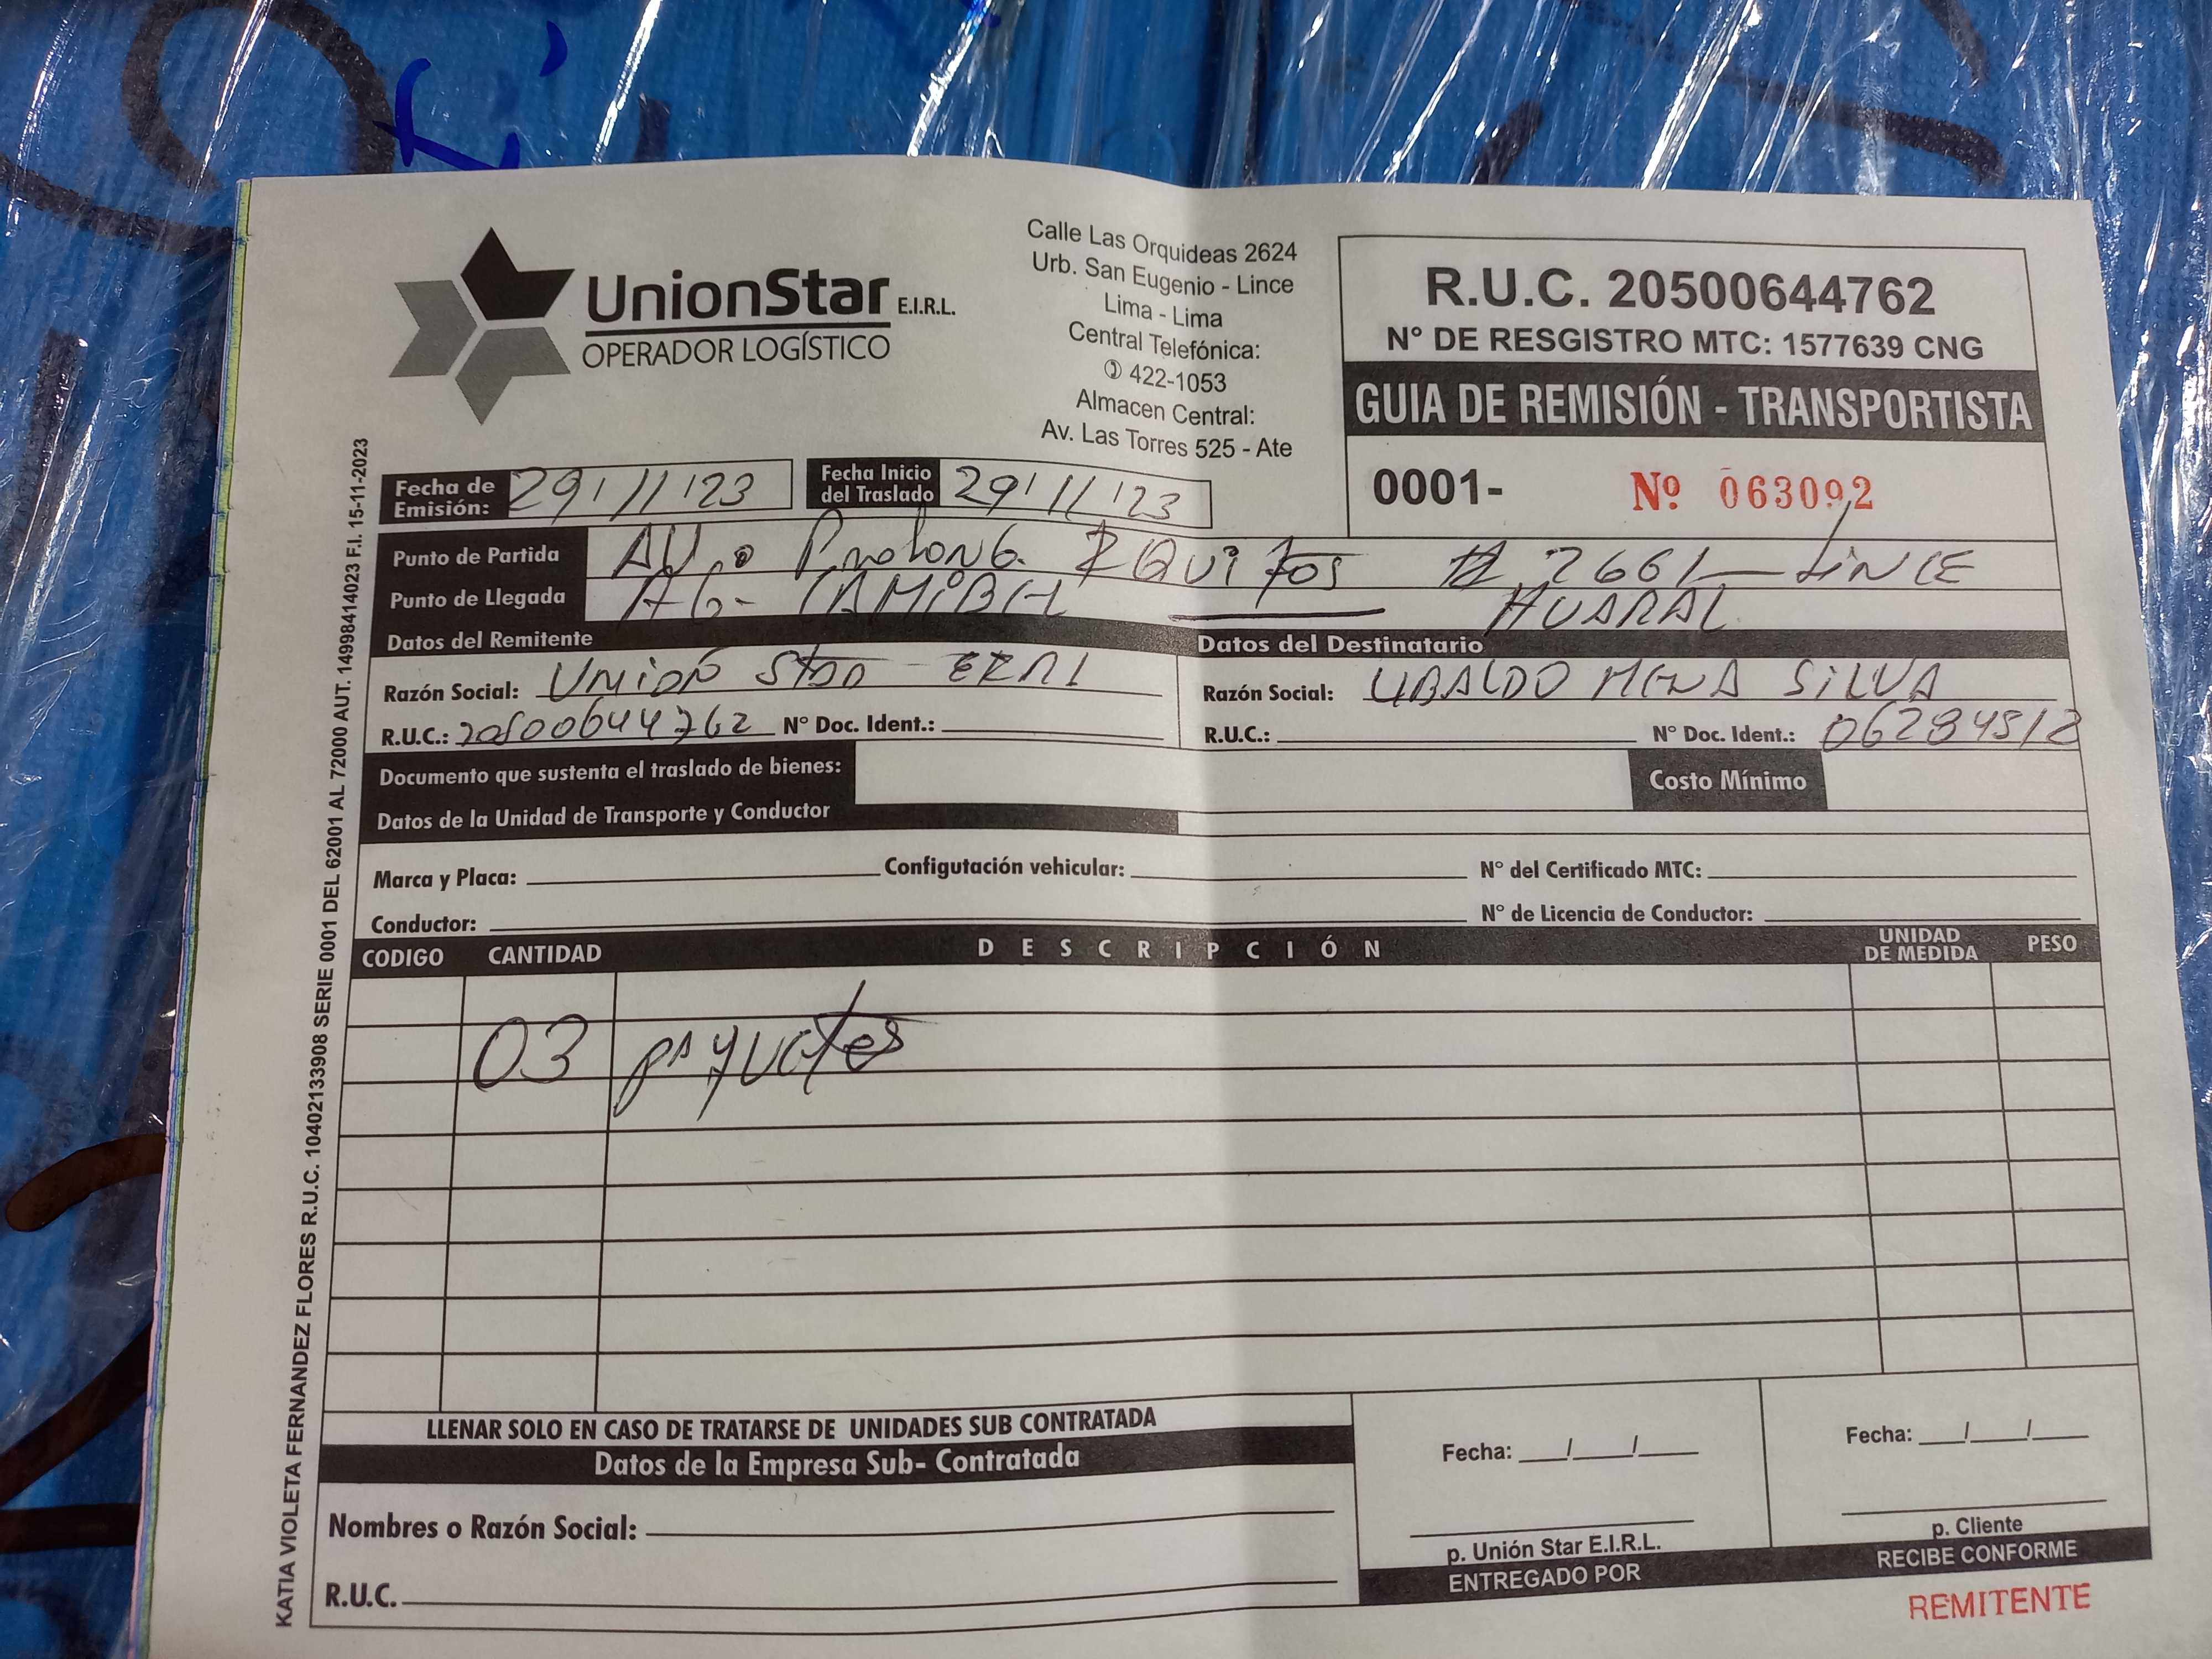 UnionStar E.I.R.L.
OPERADOR LOGÍSTICO
Calle Las Orquideas 2624
Urb. San Eugenio - Lince
Lima - Lima
Central Telefónica:
422-1053
Almacen Central:
Av. Las Torres 525 - Ate
R.U.C. 20500644762
N° DE RESGISTRO MTC: 1577639 CNG
GUIA DE REMISIÓN - TRANSPORTISTA
0001- Nº 063092
Fecha de Emisión: 29/11/23
Fecha Inicio del Traslado 29/11/23
Punto de Partida AV. Prolong. IQuitos # 2661 - LiNCE
Punto de Llegada AG- HUARAL
Datos del Remitente
Razón Social: UNiON Star
R.U.C.: 20500644762 N° Doc. Ident.:
Datos del Destinatario
Razón Social: UBALDO MENA SiLVA
R.U.C.: N° Doc. Ident.: 06284512
Documento que sustenta el traslado de bienes:
Costo Mínimo
Datos de la Unidad de Transporte y Conductor
Marca y Placa: Configutación vehicular: N° del Certificado MTC:
Conductor: N° de Licencia de Conductor:
CODIGO CANTIDAD DESCRIPCIÓN UNIDAD DE MEDIDA PESO
03 paquetes
LLENAR SOLO EN CASO DE TRATARSE DE UNIDADES SUB CONTRATADA
Datos de la Empresa Sub- Contratada
Nombres o Razón Social:
R.U.C.
Fecha: __/__/__
p. Unión Star E.I.R.L.
ENTREGADO POR
Fecha: __/__/__
p. Cliente
RECIBE CONFORME
REMITENTE
KATIA VIOLETA FERNANDEZ FLORES R.U.C. 10402133908 SERIE 0001 DEL 62001 AL 72000 AUT. 14998414023 F.I. 15-11-2023